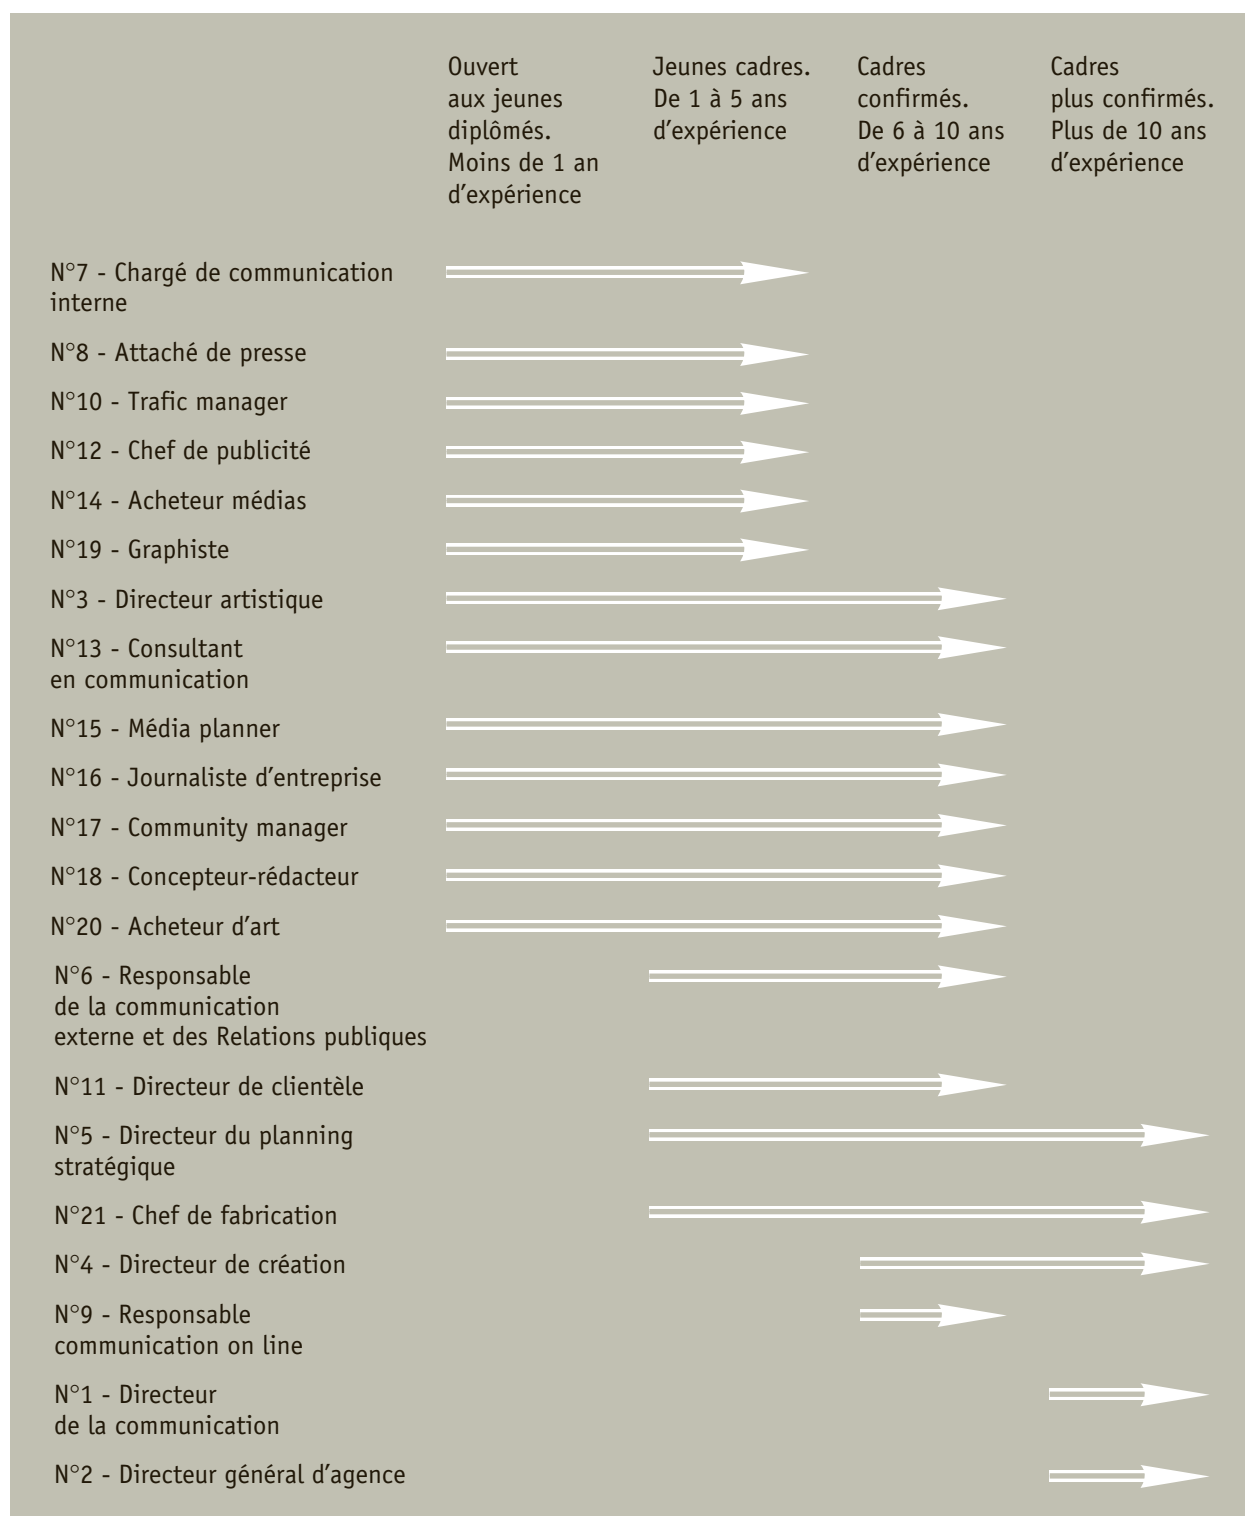 Ouvert
aux jeunes
diplômés.
Moins de 1 an
d'expérience
Jeunes cadres.
De 1 à 5 ans
d'expérience
Cadres
confirmés.
De 6 à 10 ans
d'expérience
Cadres
plus confirmés.
Plus de 10 ans
d'expérience
N°7 - Chargé de communication
interne
N°8 - Attaché de presse
N°10 - Trafic manager
N°12 - Chef de publicité
N°14 - Acheteur médias
N°19 - Graphiste
N°3 - Directeur artistique
N°13 - Consultant
en communication
N°15 - Média planner
N°16 - Journaliste d'entreprise
N°17 - Community manager
N°18 - Concepteur-rédacteur
N°20 - Acheteur d'art
N°6 - Responsable
de la communication
externe et des Relations publiques
N°11 - Directeur de clientèle
N°5 - Directeur du planning
stratégique
N°21 - Chef de fabrication
N°4 - Directeur de création
N°9 - Responsable
communication on line
N°1 - Directeur
de la communication
N°2 - Directeur général d'agence